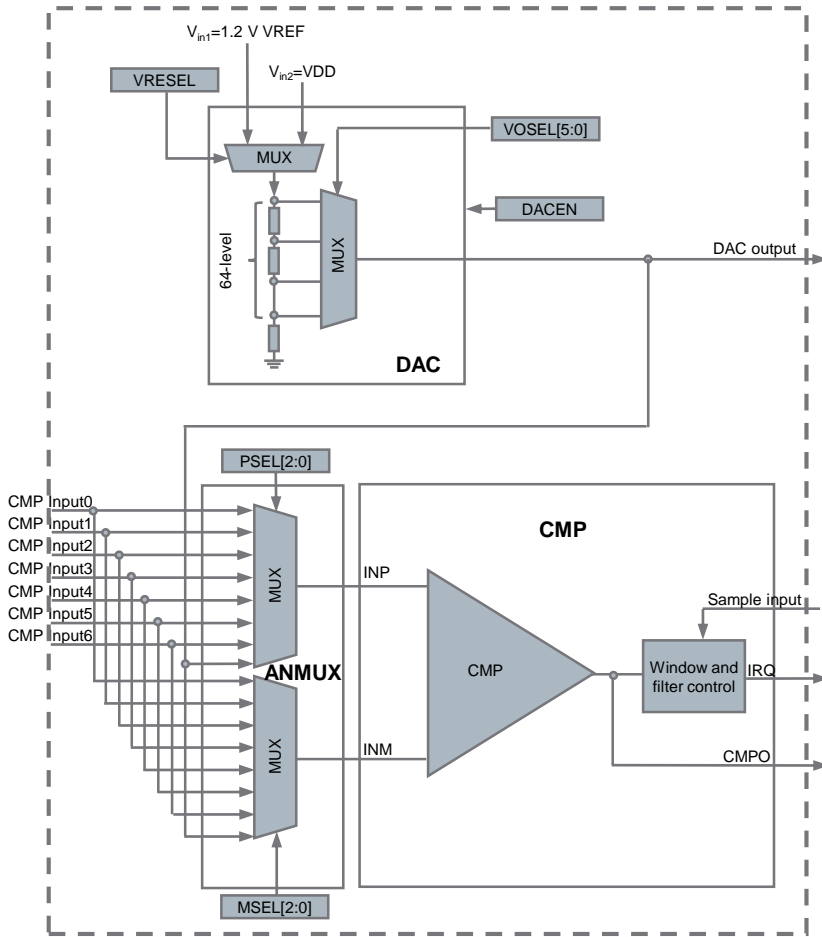 Vin1=1.2 V VREF
VRESEL
Vin2=VDD
VOSEL[5:0]
MUX
DACEN
64-level
MUX
DAC output
DAC
PSEL[2:0]
CMP Input0
CMP Input1
CMP Input2
CMP Input3
CMP Input4
CMP Input5
CMP Input6
MUX
INP
CMP
Sample input
ANMUX
CMP
Window and
filter control
IRQ
MUX
INM
CMPO
MSEL[2:0]